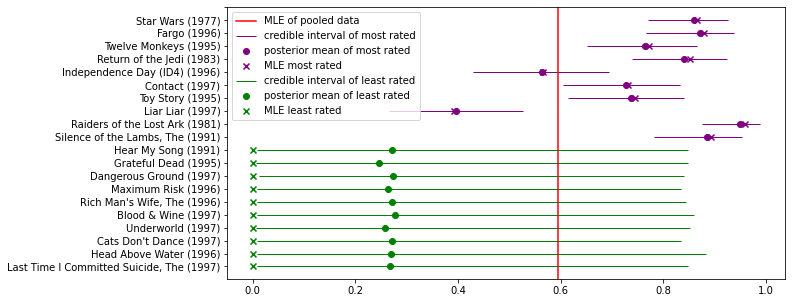 Star Wars (1977)
Fargo (1996)
Twelve Monkeys (1995)
Return of the Jedi (1983)
Independence Day (ID4) (1996)
Contact (1997)
Toy Story (1995)
Liar Liar (1997)
Raiders of the Lost Ark (1981)
Silence of the Lambs, The (1991)
Hear My Song (1991)
Grateful Dead (1995)
Dangerous Ground (1997)
Maximum Risk (1996)
Rich Man's Wife, The (1996)
Blood & Wine (1997)
Underworld (1997)
Cats Don't Dance (1997)
Head Above Water (1996)
Last Time I Committed Suicide, The (1997)
MLE of pooled data
credible interval of most rated
posterior mean of most rated
MLE most rated
credible interval of least rated
posterior mean of least rated
MLE least rated
0.0 0.2 0.4 0.6 0.8 1.0